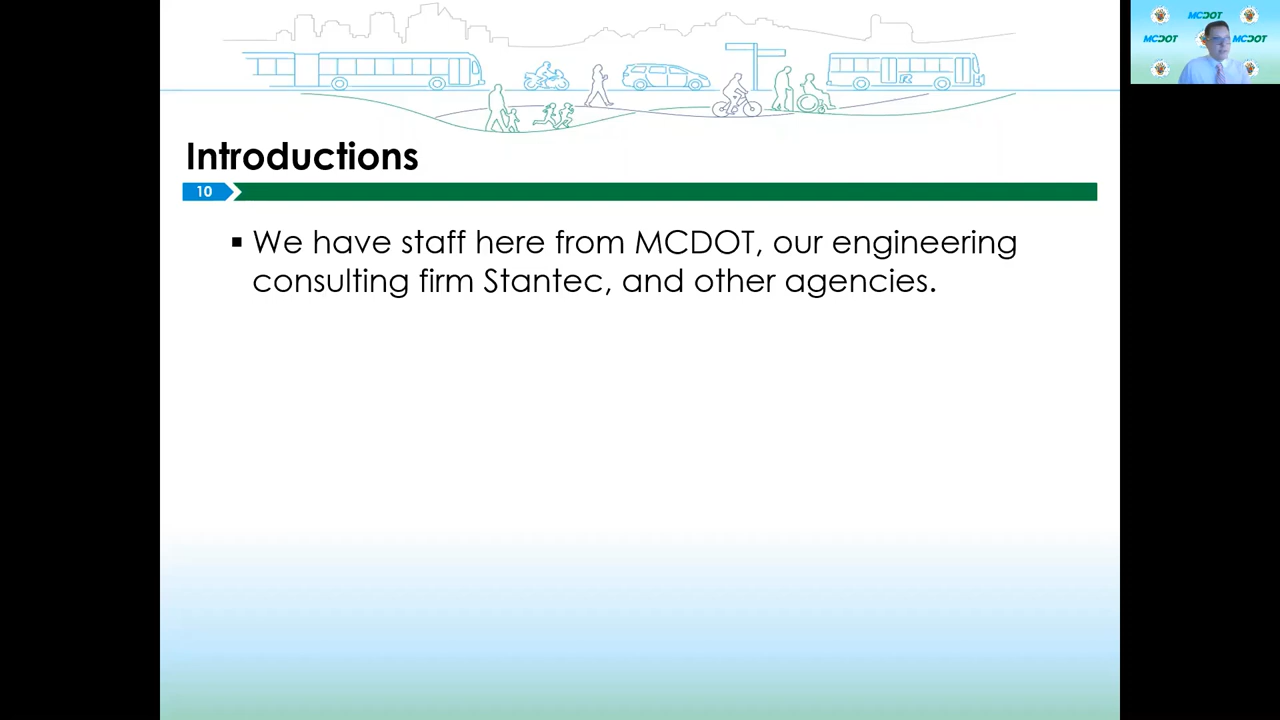 MCDOT
MCDOT
MCDOT
Introductions
10
▪ We have staff here from MCDOT, our engineering
consulting firm Stantec, and other agencies.